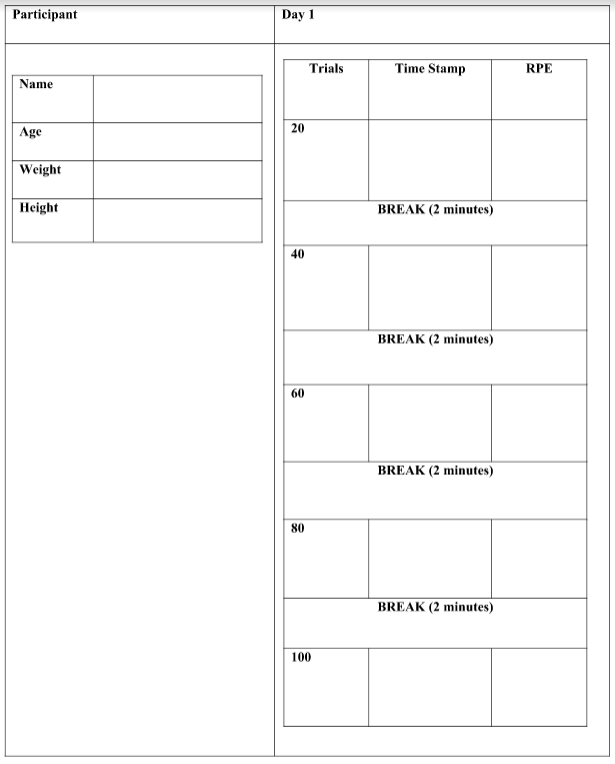 Participant
Day 1
Name
Age
Weight
Height
Trials Time Stamp RPE
20
BREAK (2 minutes)
40
BREAK (2 minutes)
60
BREAK (2 minutes)
80
BREAK (2 minutes)
100